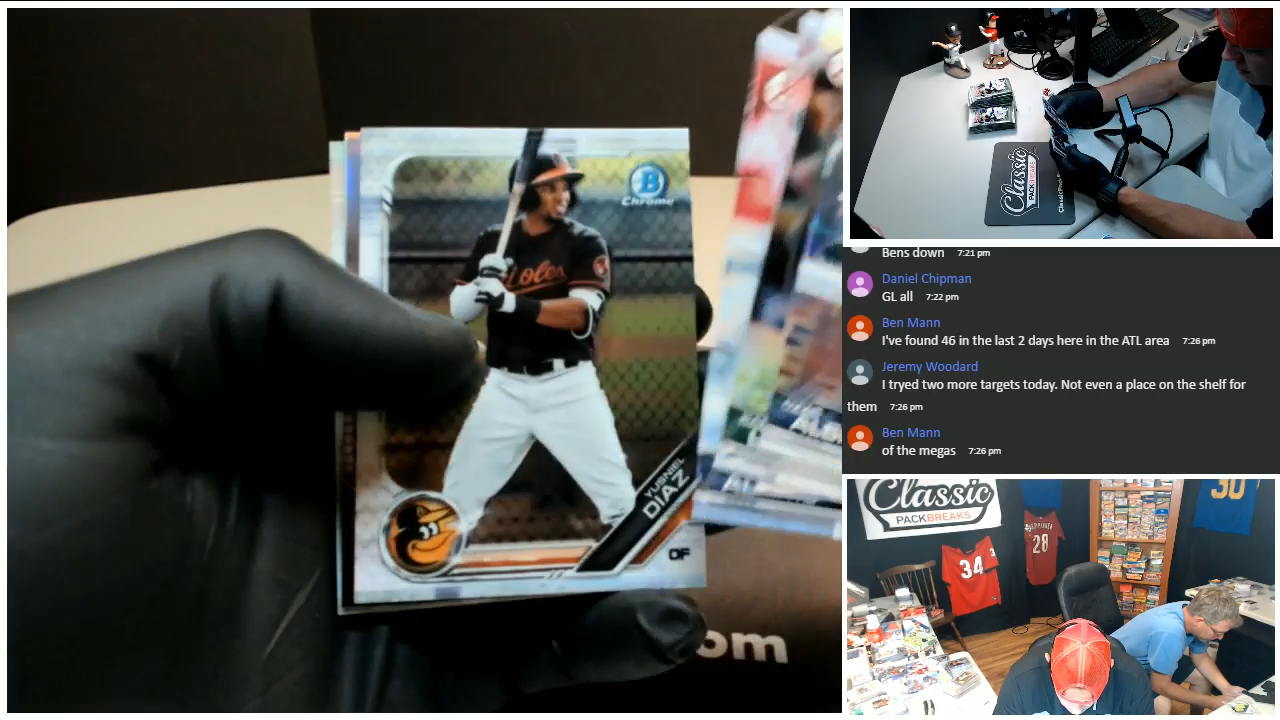 B
Chrome
Orioles
YUSNIEL
DIAZ
OF
om
Classic
PACK BREAKS
Bens down 7:21 pm
Daniel Chipman
GL all 7:22 pm
Ben Mann
I've found 46 in the last 2 days here in the ATL area 7:26 pm
Jeremy Woodard
I tryed two more targets today. Not even a place on the shelf for
them 7:26 pm
Ben Mann
of the megas 7:26 pm
Classic
PACKBREAKS
34
28
30